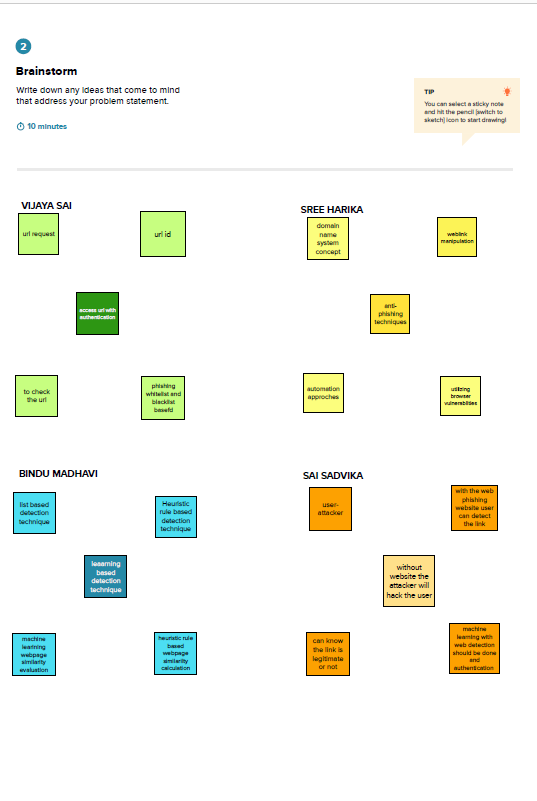 2
Brainstorm
Write down any ideas that come to mind
that address your problem statement.
10 minutes
TIP
You can select a sticky note
and hit the pencil [switch to
sketch] icon to start drawing!
VIJAYA SAI
url request
url id
access url with
authentication
to check
the url
phishing
whitelist and
blacklist
basefd
SREE HARIKA
domain
name
system
concept
weblink
manipulation
anti-
phishing
techniques
automation
approches
utilizing
browser
vulnerabilities
BINDU MADHAVI
list based
detection
technique
Heuristic
rule based
detection
technique
learning
based
detection
technique
machine
learning
webpage
similarity
evaluation
heuristic rule
based
webpage
similarity
calculation
SAI SADVIKA
user-
attacker
with the web
phishing
website user
can detect
the link
without
website the
attacker will
hack the user
can know
the link is
legitimate
or not
machine
learning with
web detection
should be done
and
authentication